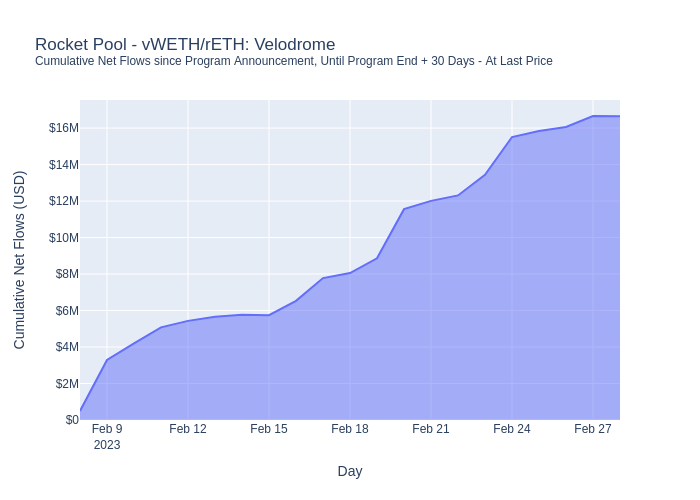 Rocket Pool - vWETH/rETH: Velodrome
Cumulative Net Flows since Program Announcement, Until Program End + 30 Days - At Last Price
Cumulative Net Flows (USD)
$16M
$14M
$12M
$10M
$8M
$6M
$4M
$2M
$0
Feb 9 Feb 12 Feb 15 Feb 18 Feb 21 Feb 24 Feb 27
2023
Day